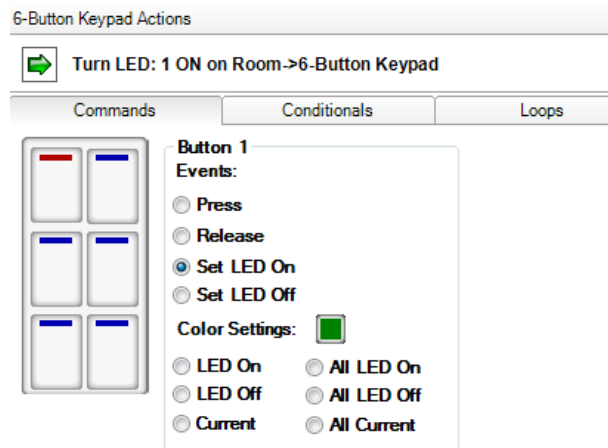 6-Button Keypad Actions
Turn LED: 1 ON on Room->6-Button Keypad
Commands Conditionals Loops
Button 1
Events:
Press
Release
Set LED On
Set LED Off
Color Settings:
LED On All LED On
LED Off All LED Off
Current All Current